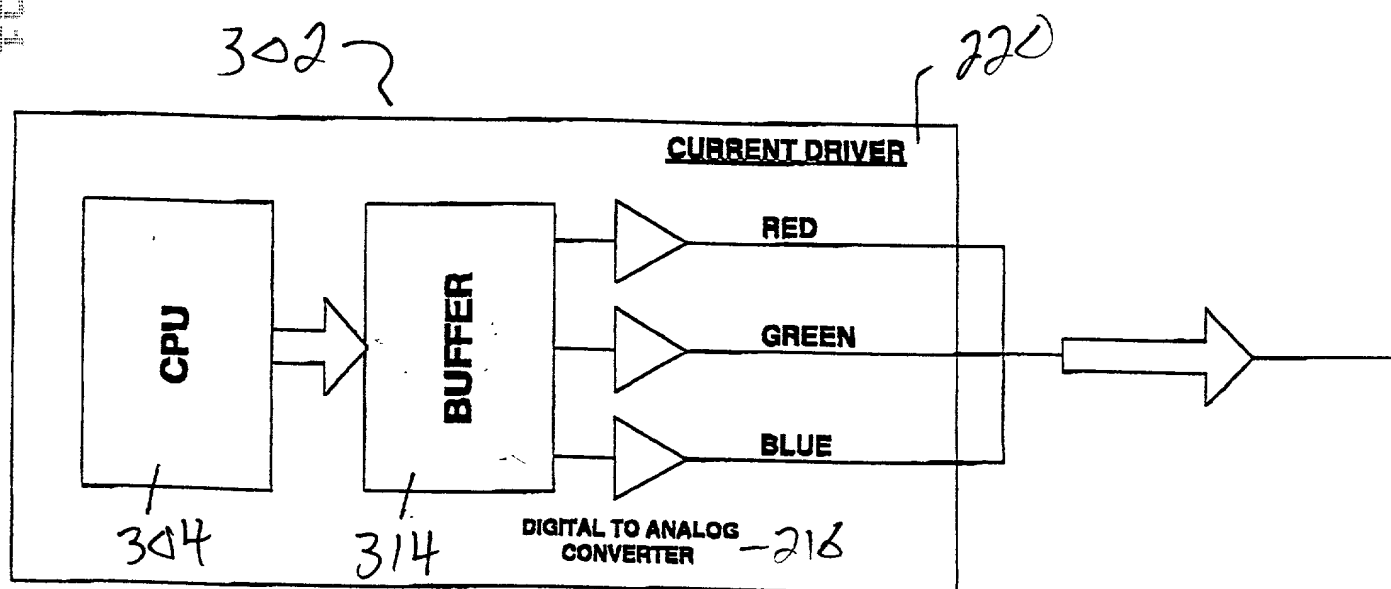 302
220
CURRENT DRIVER
RED
CPU
BUFFER
GREEN
BLUE
304
314
DIGITAL TO ANALOG
CONVERTER -216